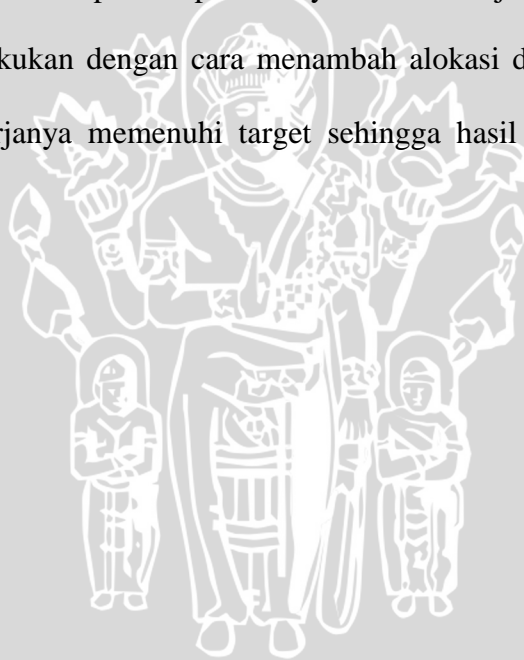 kukan dengan cara menambah alokasi d
rjanya memenuhi target sehingga hasil